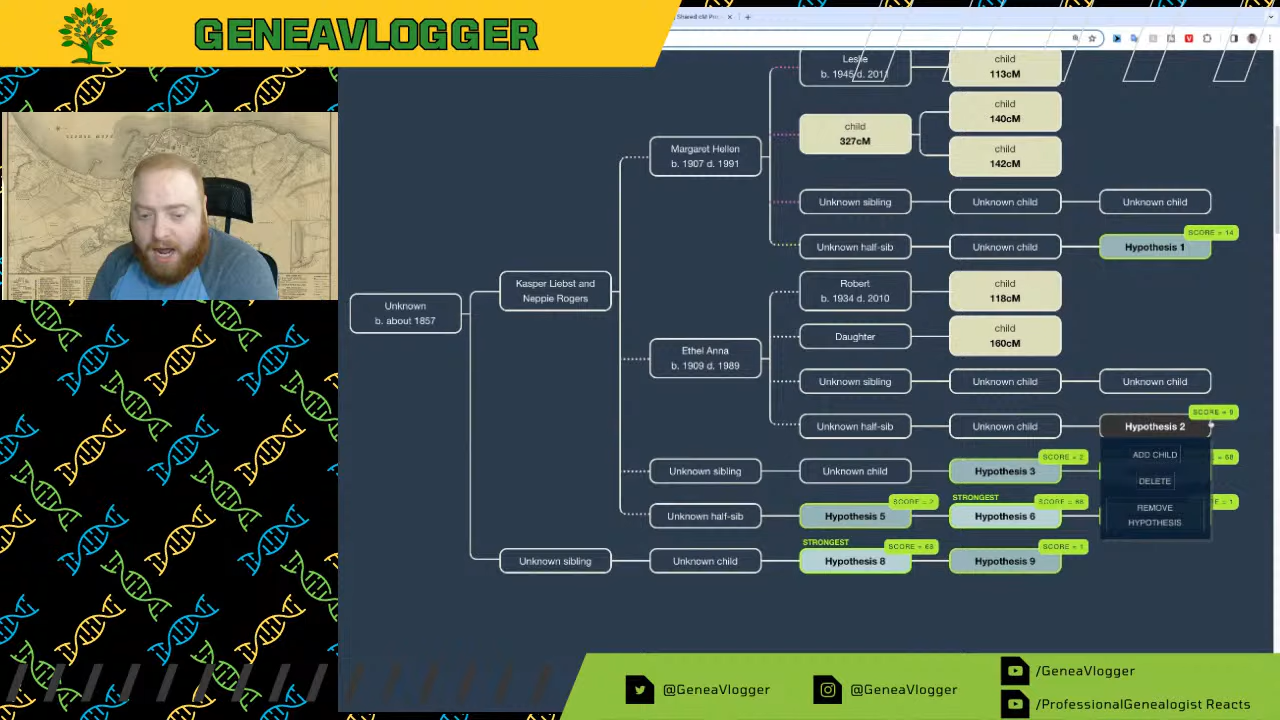 GENEAVLOGGER
Shared cM Pro
Leslie
b. 1945 d. 2011
child
113cM
child
327cM
child
140cM
child
142cM
Margaret Hellen
b. 1907 d. 1991
Unknown sibling
Unknown child
Unknown child
SCORE = 14
Unknown half-sib
Unknown child
Hypothesis 1
Kasper Liebst and
Neppie Rogers
Robert
b. 1934 d. 2010
child
118cM
Unknown
b. about 1857
Daughter
child
160cM
Ethel Anna
b. 1909 d. 1989
Unknown sibling
Unknown child
Unknown child
Unknown half-sib
Unknown child
Hypothesis 2
ADD CHILD
DELETE
REMOVE
HYPOTHESIS
Unknown sibling
Unknown child
SCORE = 2
Hypothesis 3
= 68
Unknown half-sib
Hypothesis 5
STRONGEST
Hypothesis 6
= 1
Unknown sibling
Unknown child
STRONGEST
Hypothesis 8
SCORE = 1
Hypothesis 9
@GeneaVlogger
@GeneaVlogger
/GeneaVlogger
/ProfessionalGenealogist Reacts